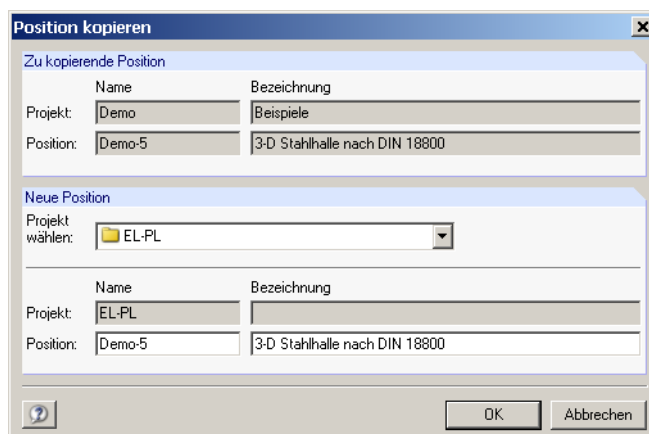 Position kopieren
Zu kopierende Position
Name Bezeichnung
Projekt: Demo Beispiele
Position: Demo-5 3-D Stahlhalle nach DIN 18800
Neue Position
Projekt
wählen: EL-PL
Name Bezeichnung
Projekt: EL-PL
Position: Demo-5 3-D Stahlhalle nach DIN 18800
OK Abbrechen